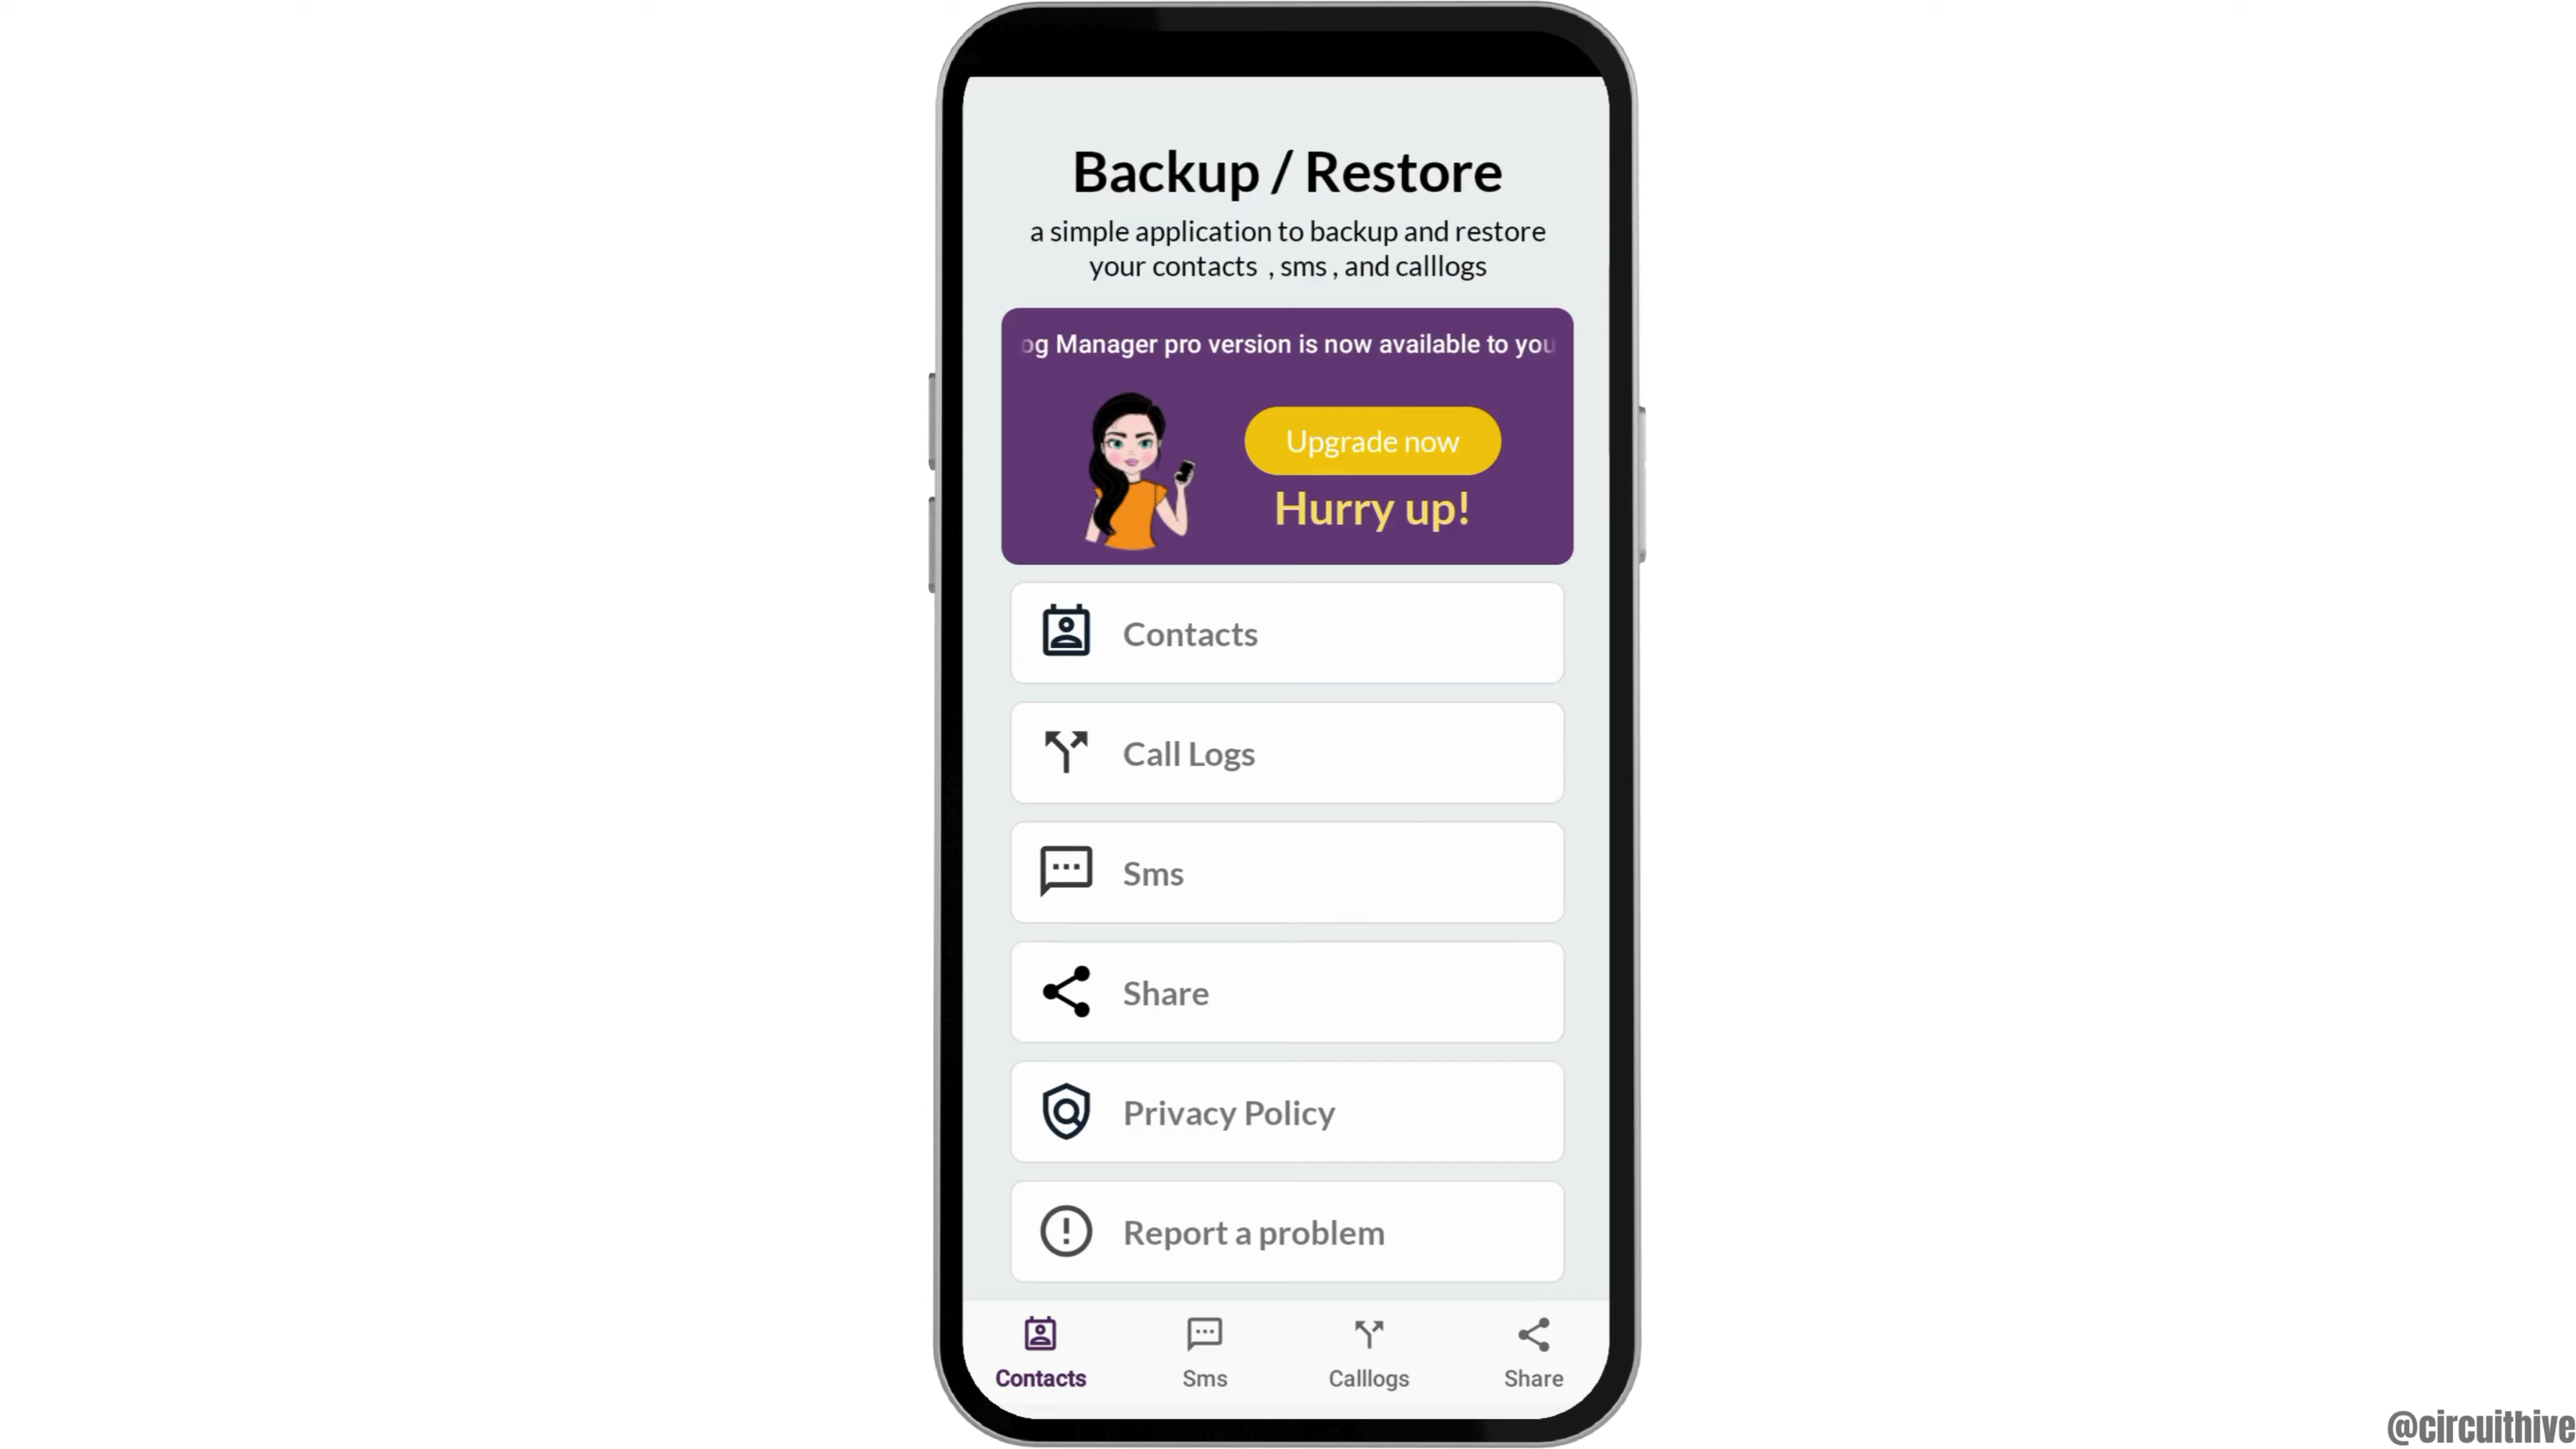 Backup / Restore
a simple application to backup and restore
your contacts , sms , and calllogs
og Manager pro version is now available to you
Upgrade now
Hurry up!
Contacts
Call Logs
Sms
Share
Privacy Policy
Report a problem
Contacts
Sms
Calllogs
Share
@circuithive